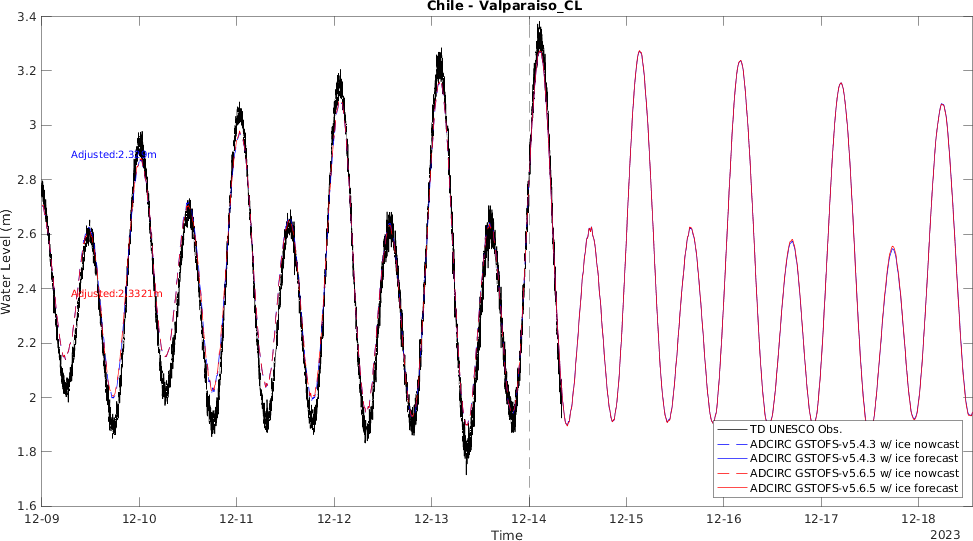 Chile - Valparaiso_CL
Water Level (m)
3.4
3.2
3
2.8
2.6
2.4
2.2
2
1.8
1.6
Adjusted:2.3321m
TD UNESCO Obs.
ADCIRC GSTOFS-v5.4.3 w/ ice nowcast
ADCIRC GSTOFS-v5.4.3 w/ ice forecast
ADCIRC GSTOFS-v5.6.5 w/ ice nowcast
ADCIRC GSTOFS-v5.6.5 w/ ice forecast
12-09 12-10 12-11 12-12 12-13 12-14 12-15 12-16 12-17 12-18
Time
2023